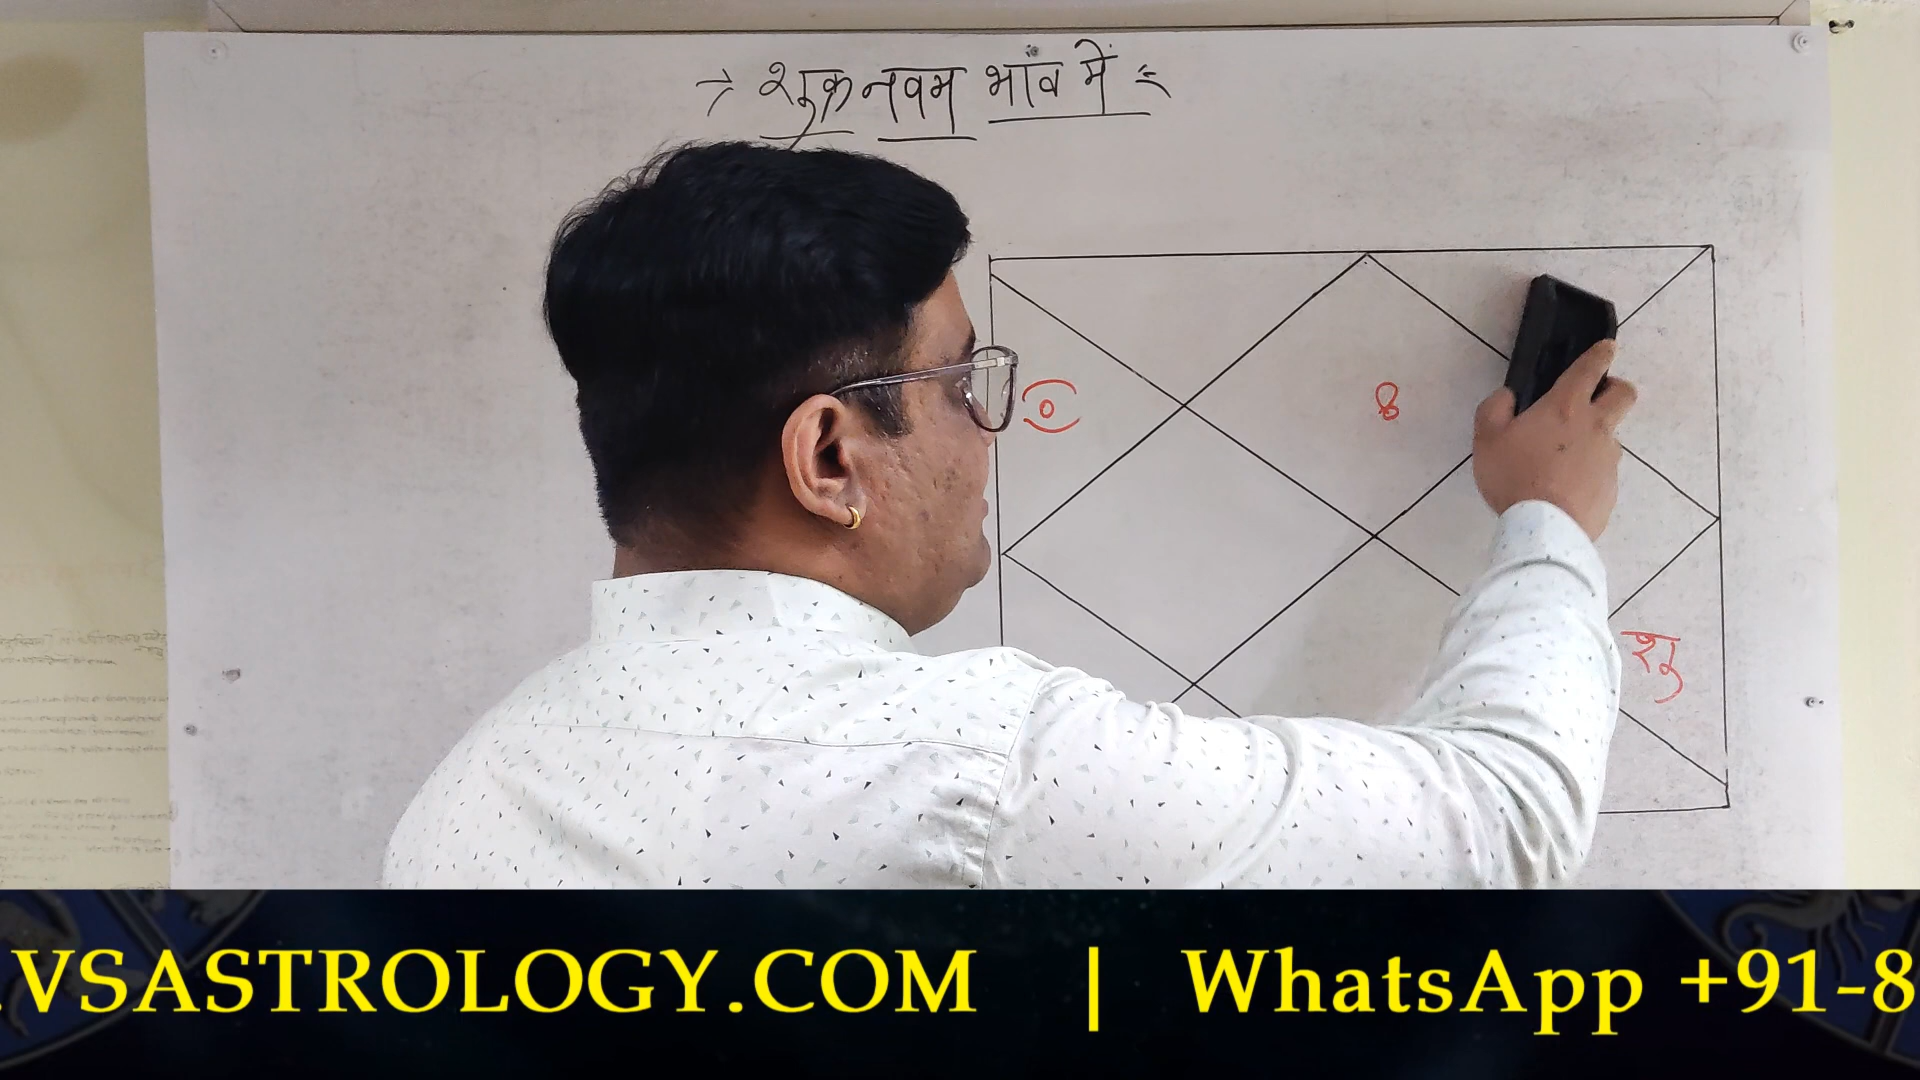 → शुक्र नवम भांव में :-
8
शु
.VSASTROLOGY.COM | WhatsApp +91-8